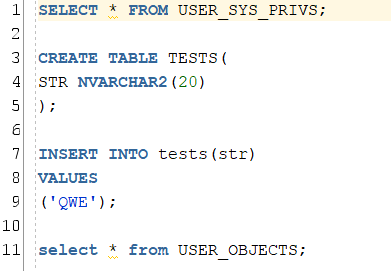 1 SELECT * FROM USER_SYS_PRIVS;
2
3 CREATE TABLE TESTS(
4 STR NVARCHAR2(20)
5 );
6
7 INSERT INTO tests(str)
8 VALUES
9 ('QWE');
10
11 select * from USER_OBJECTS;